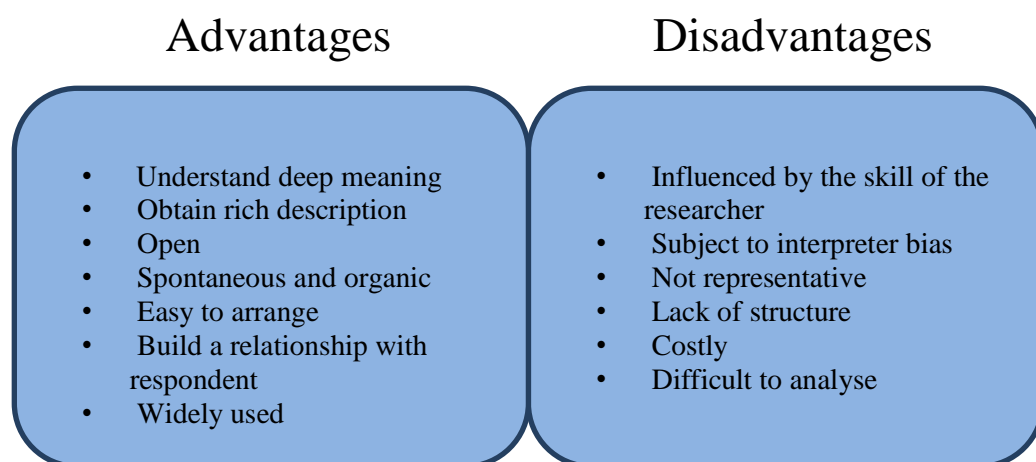 Advantages
• Understand deep meaning
• Obtain rich description
• Open
• Spontaneous and organic
• Easy to arrange
• Build a relationship with
respondent
• Widely used
Disadvantages
• Influenced by the skill of the
researcher
• Subject to interpreter bias
• Not representative
• Lack of structure
• Costly
• Difficult to analyse